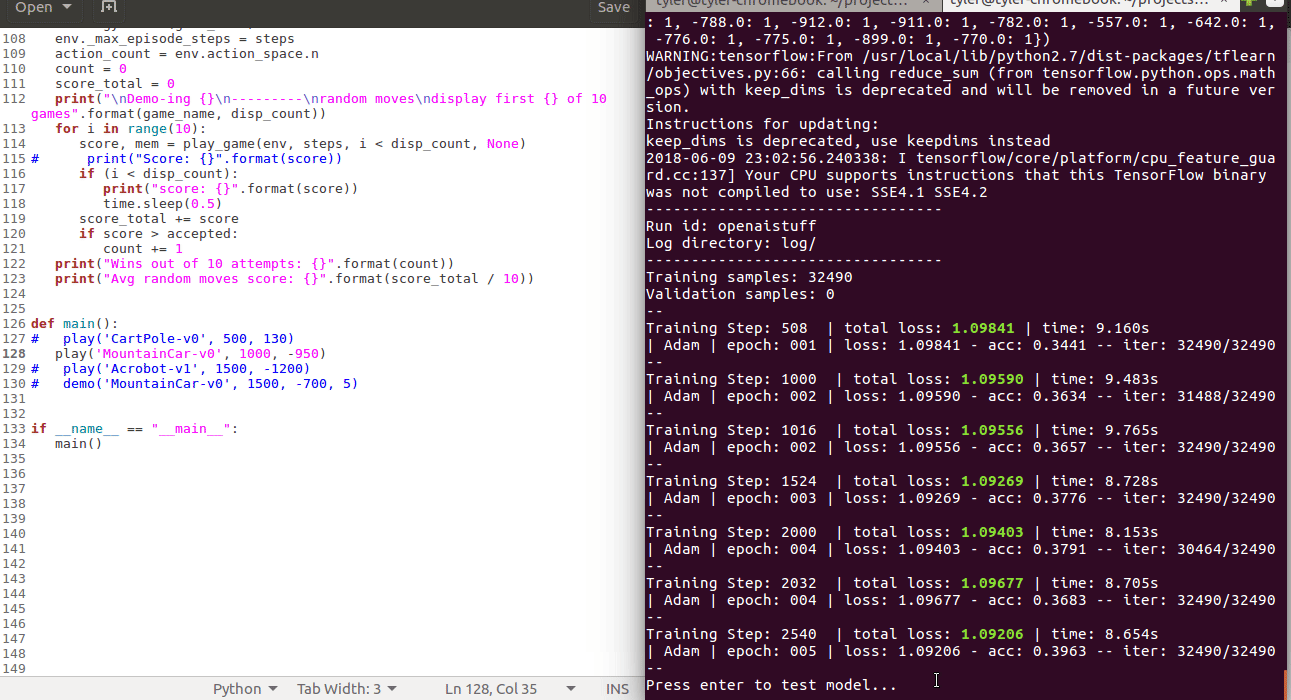 Open
Save
108 env._max_episode_steps = steps
109 action_count = env.action_space.n
110 count = 0
111 score_total = 0
112 print("\nDemo-ing {}\n---------\nrandom moves\ndisplay first {} of 10
games".format(game_name, disp_count))
113 for i in range(10):
114 score, mem = play_game(env, steps, i < disp_count, None)
115 # print("Score: {}".format(score))
116 if (i < disp_count):
117 print("score: {}".format(score))
118 time.sleep(0.5)
119 score_total += score
120 if score > accepted:
121 count += 1
122 print("Wins out of 10 attempts: {}".format(count))
123 print("Avg random moves score: {}".format(score_total / 10))
124
125
126 def main():
127 # play('CartPole-v0', 500, 130)
128 play('MountainCar-v0', 1000, -950)
129 # play('Acrobot-v1', 1500, -1200)
130 # demo('MountainCar-v0', 1500, -700, 5)
131
132
133 if __name__ == "__main__":
134 main()
135
136
137
138
139
140
141
142
143
144
145
146
147
148
149
Python Tab Width: 3 Ln 128, Col 35 INS
tyler@tyler-chromebook: ~/project... tyler@tyler-chromebook: ~/projects...
: 1, -788.0: 1, -912.0: 1, -911.0: 1, -782.0: 1, -557.0: 1, -642.0: 1,
-776.0: 1, -775.0: 1, -899.0: 1, -770.0: 1})
WARNING:tensorflow:From /usr/local/lib/python2.7/dist-packages/tflearn
/objectives.py:66: calling reduce_sum (from tensorflow.python.ops.math
_ops) with keep_dims is deprecated and will be removed in a future ver
sion.
Instructions for updating:
keep_dims is deprecated, use keepdims instead
2018-06-09 23:02:56.240338: I tensorflow/core/platform/cpu_feature_gua
rd.cc:137] Your CPU supports instructions that this TensorFlow binary
was not compiled to use: SSE4.1 SSE4.2
---------------------------------
Run id: openaistuff
Log directory: log/
---------------------------------
Training samples: 32490
Validation samples: 0
--
Training Step: 508 | total loss: 1.09841 | time: 9.160s
| Adam | epoch: 001 | loss: 1.09841 - acc: 0.3441 -- iter: 32490/32490
--
Training Step: 1000 | total loss: 1.09590 | time: 9.483s
| Adam | epoch: 002 | loss: 1.09590 - acc: 0.3634 -- iter: 31488/32490
--
Training Step: 1016 | total loss: 1.09556 | time: 9.765s
| Adam | epoch: 002 | loss: 1.09556 - acc: 0.3657 -- iter: 32490/32490
--
Training Step: 1524 | total loss: 1.09269 | time: 8.728s
| Adam | epoch: 003 | loss: 1.09269 - acc: 0.3776 -- iter: 32490/32490
--
Training Step: 2000 | total loss: 1.09403 | time: 8.153s
| Adam | epoch: 004 | loss: 1.09403 - acc: 0.3791 -- iter: 30464/32490
--
Training Step: 2032 | total loss: 1.09677 | time: 8.705s
| Adam | epoch: 004 | loss: 1.09677 - acc: 0.3683 -- iter: 32490/32490
--
Training Step: 2540 | total loss: 1.09206 | time: 8.654s
| Adam | epoch: 005 | loss: 1.09206 - acc: 0.3963 -- iter: 32490/32490
--
Press enter to test model...